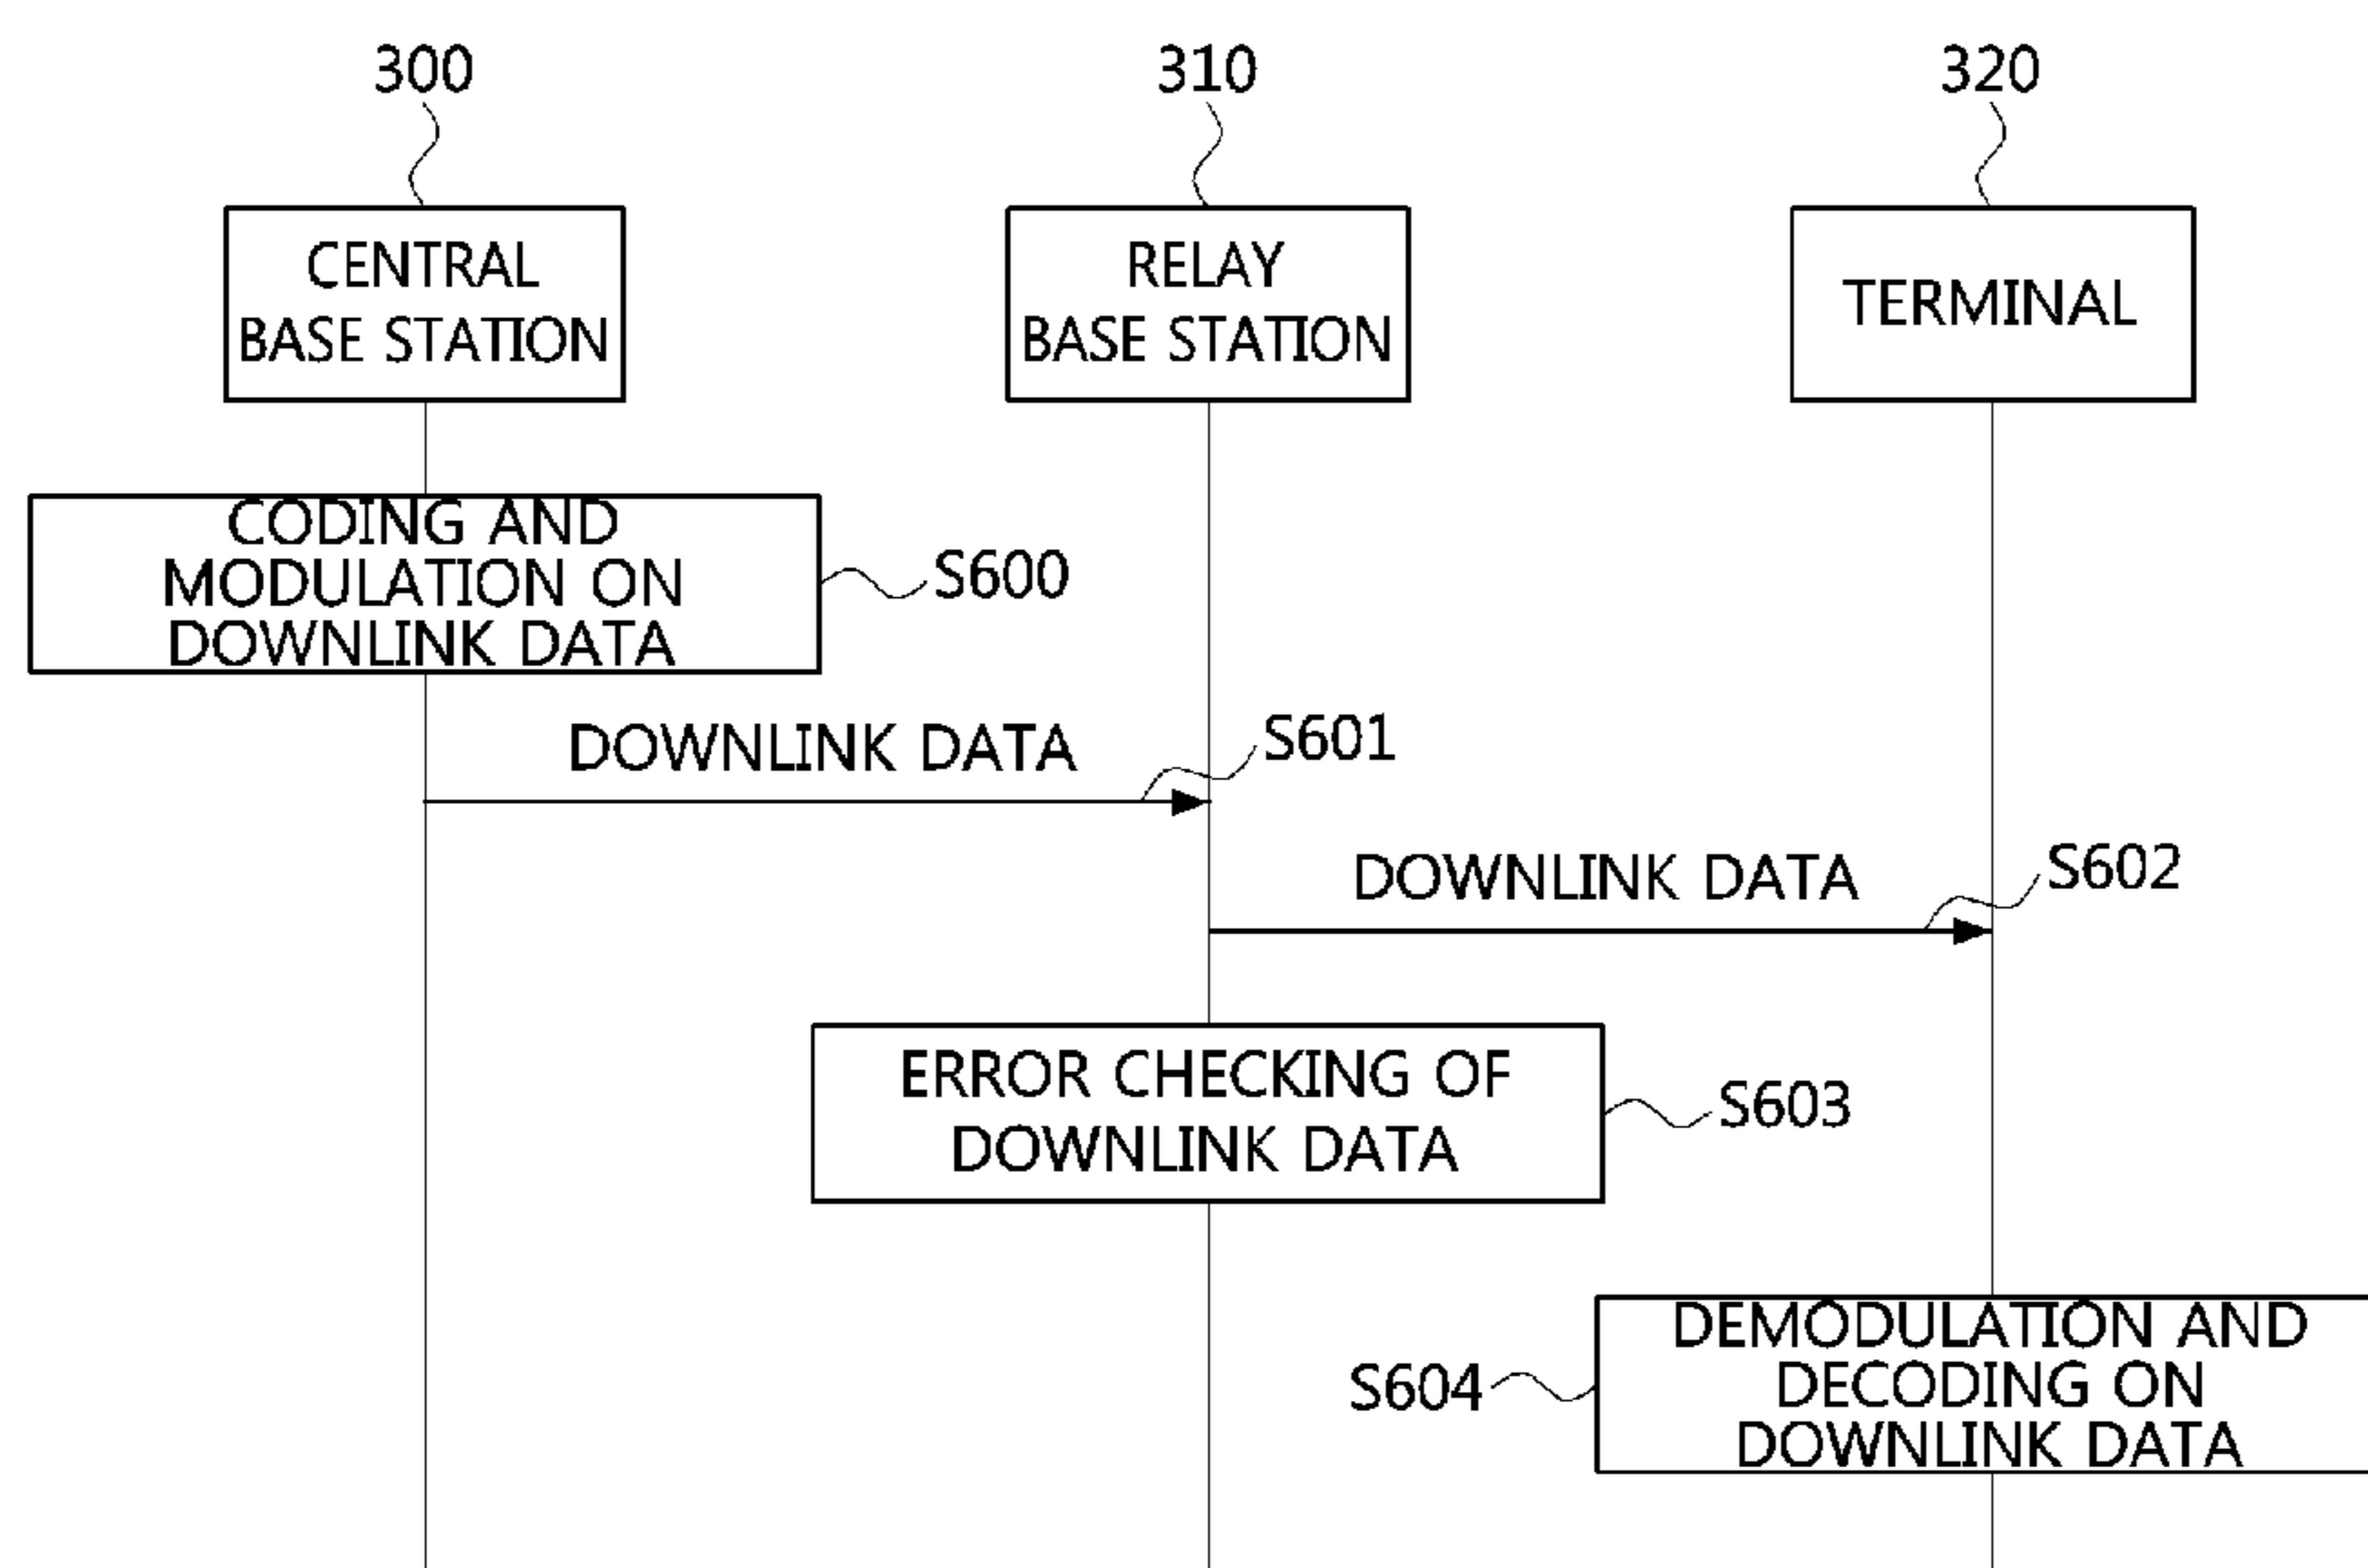 300
310
320
CENTRAL
BASE STATION
RELAY
BASE STATION
TERMINAL
CODING AND
MODULATION ON
DOWNLINK DATA
S600
DOWNLINK DATA
S601
DOWNLINK DATA
S602
ERROR CHECKING OF
DOWNLINK DATA
S603
S604
DEMODULATION AND
DECODING ON
DOWNLINK DATA